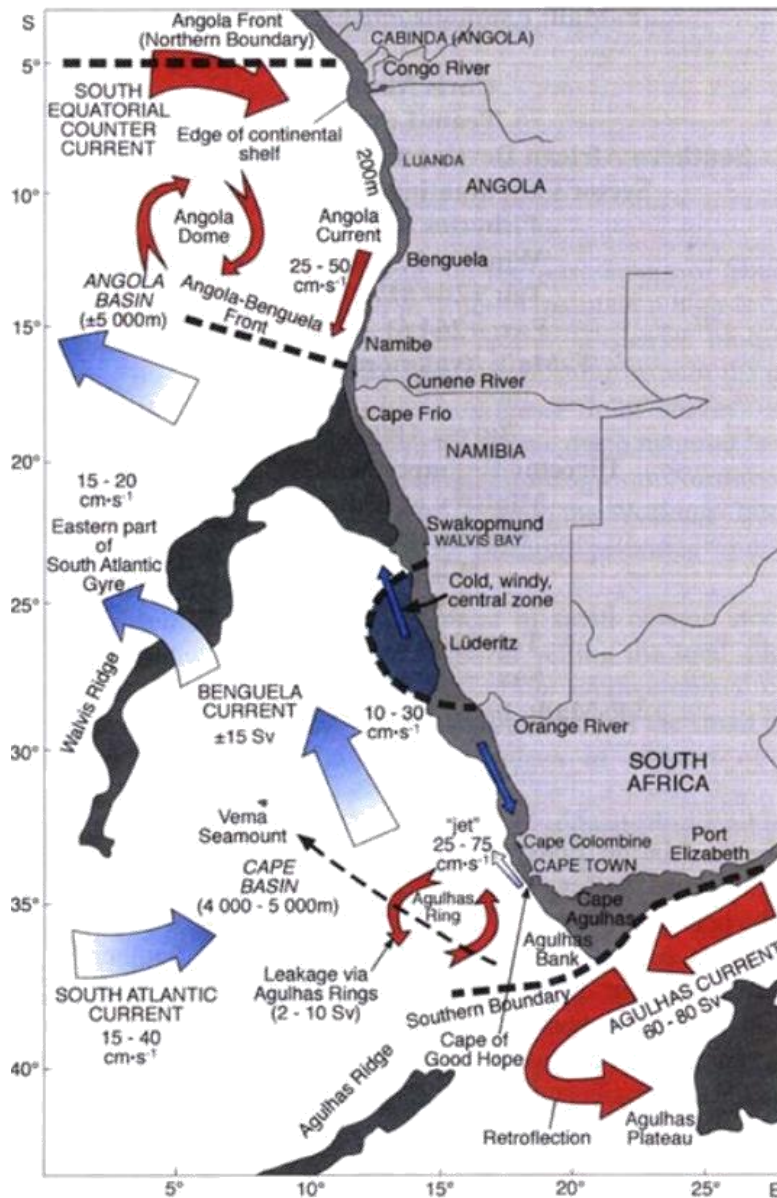 S
Angola Front
(Northern Boundary)
CABINDA (ANGOLA)
5°
Congo River
SOUTH
EQUATORIAL
COUNTER
CURRENT
Edge of continental
shelf
200m
LUANDA
10°
ANGOLA
Angola
Dome
Angola
Current
25 - 50
cm·s-1
Benguela
ANGOLA
BASIN
(±5 000m)
Angola-Benguela
Front
15°
Namibe
Cunene River
Cape Frio
NAMIBIA
20°
15 - 20
cm·s-1
Eastern part
of
South Atlantic
Gyre
Swakopmund
WALVIS BAY
Cold, windy,
central zone
25°
Lüderitz
Walvis Ridge
BENGUELA
CURRENT
±15 Sv
10 - 30
cm·s-1
Orange River
30°
SOUTH
AFRICA
Vema
Seamount
"jet"
25 - 75
cm·s-1
Cape Colombine
CAPE TOWN
Port
Elizabeth
CAPE
BASIN
(4 000 - 5 000m)
Agulhas
Ring
Cape
Agulhas
35°
Agulhas
Bank
Leakage via
Agulhas Rings
(2 - 10 Sv)
SOUTH ATLANTIC
CURRENT
15 - 40
cm·s-1
Southern Boundary
AGULHAS CURRENT
60 - 80 Sv
Cape of
Good Hope
40°
Agulhas Ridge
Retroflection
Agulhas
Plateau
5°
10°
15°
20°
25°
E